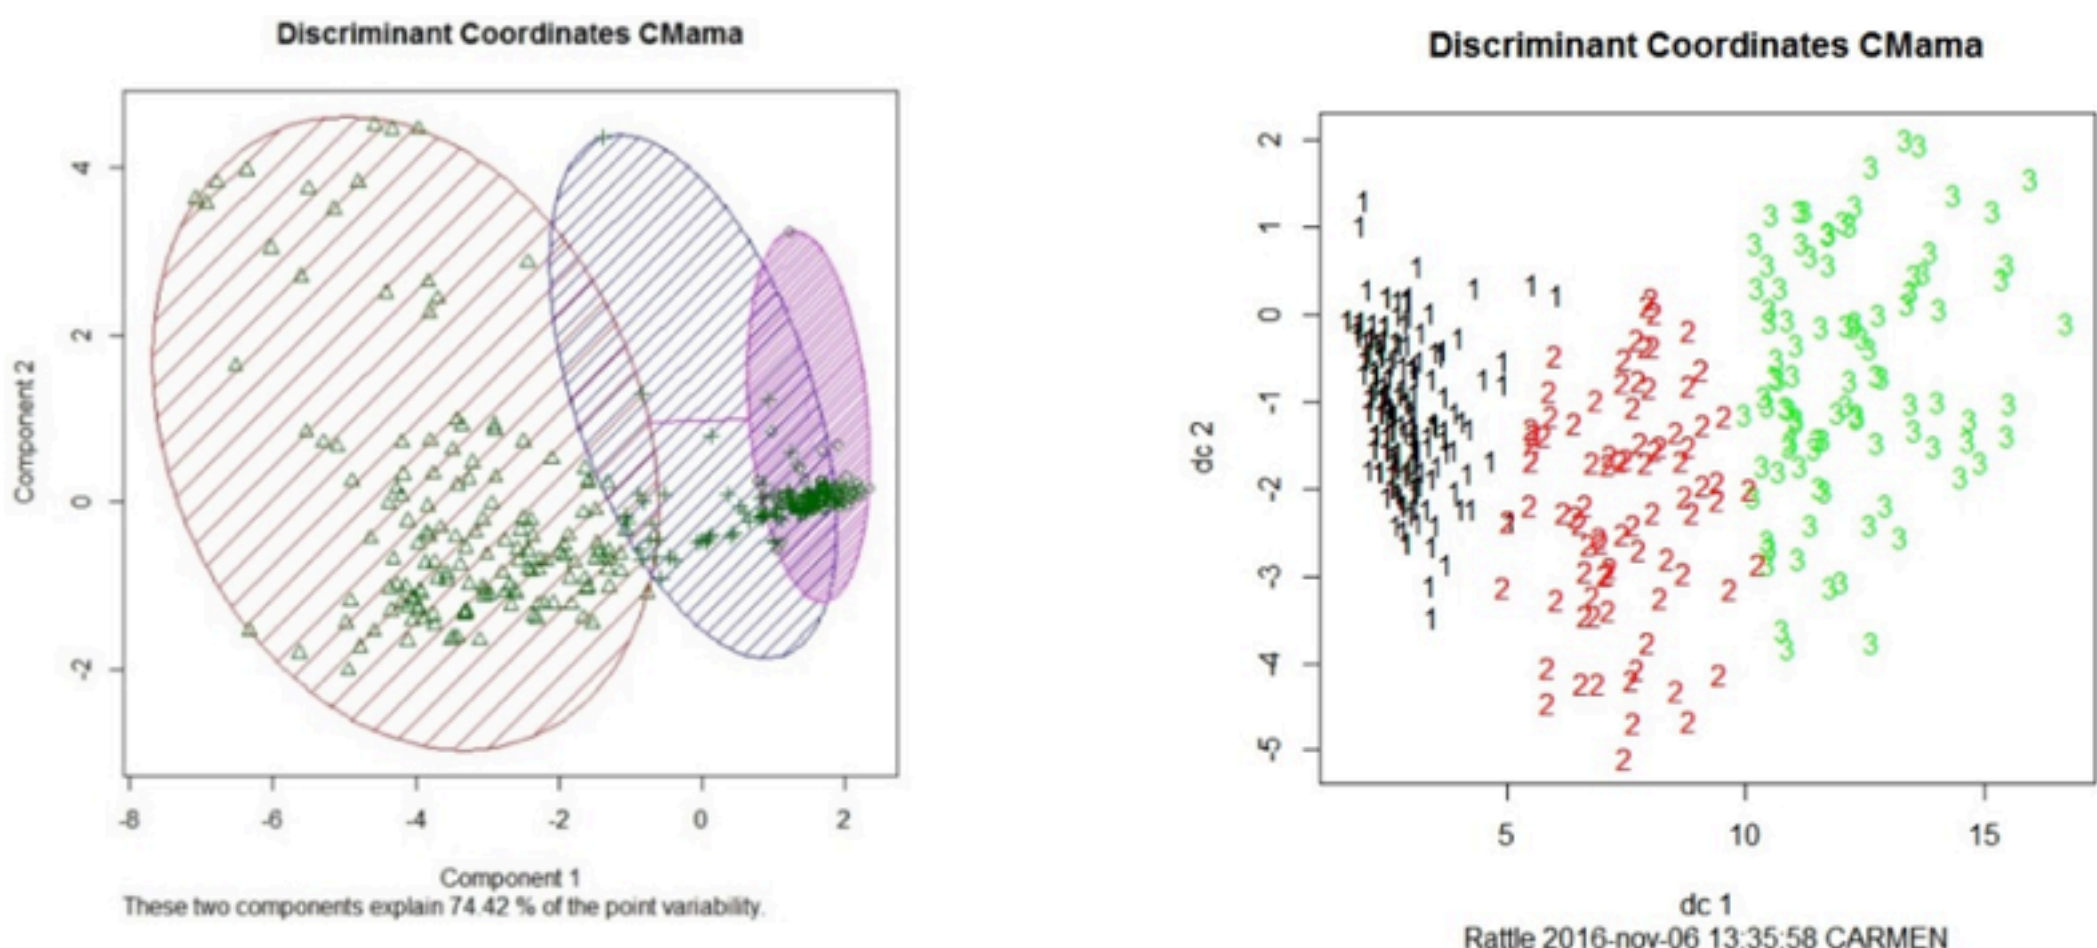 Discriminant Coordinates CMama
4
2
0
-2
Component 2
-8 -6 -4 -2 0 2
Component 1
These two components explain 74.42 % of the point variability.
Discriminant Coordinates CMama
2
1
0
-1
-2
-3
-4
-5
dc 2
5 10 15
dc 1
Rattle 2016-nov-06 13:35:58 CARMEN